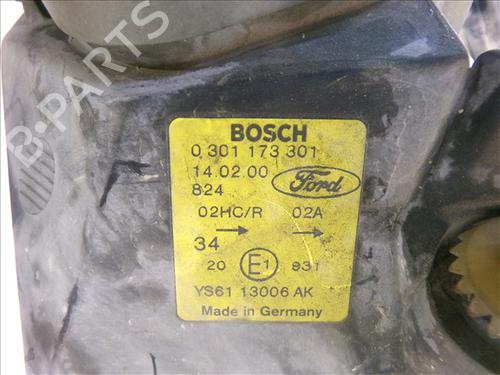 B-PARTS
BOSCH
0 301 173 301
14.02.00
824 Ford
02HC/R 02A
34
20 E1 931
YS61 13006 AK
Made in Germany